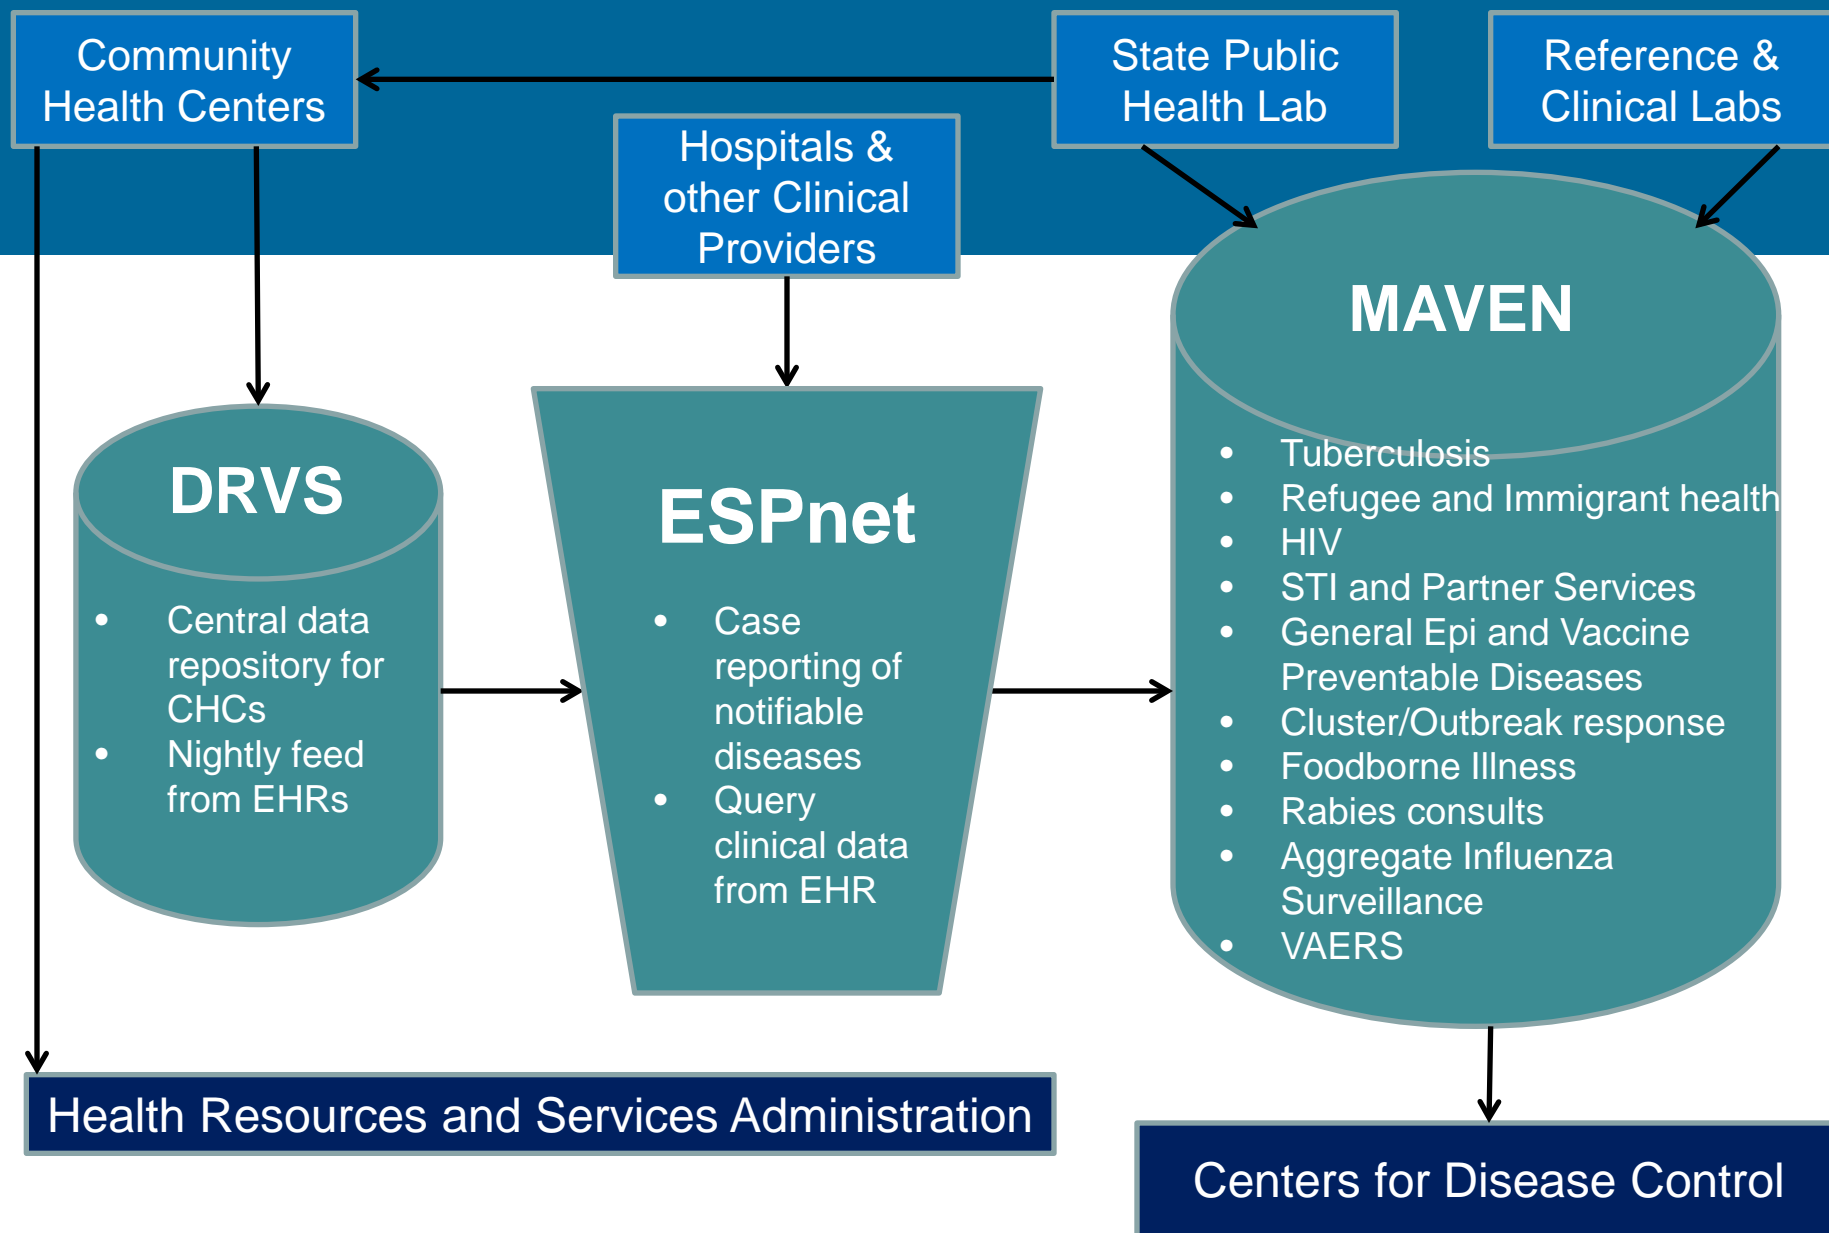 Community
Health Centers
State Public
Health Lab
Reference &
Clinical Labs
Hospitals &
other Clinical
Providers
DRVS
• Central data
repository for
CHCs
• Nightly feed
from EHRs
ESPnet
• Case
reporting of
notifiable
diseases
• Query
clinical data
from EHR
MAVEN
• Tuberculosis
• Refugee and Immigrant health
• HIV
• STI and Partner Services
• General Epi and Vaccine
Preventable Diseases
• Cluster/Outbreak response
• Foodborne Illness
• Rabies consults
• Aggregate Influenza
Surveillance
• VAERS
Health Resources and Services Administration
Centers for Disease Control